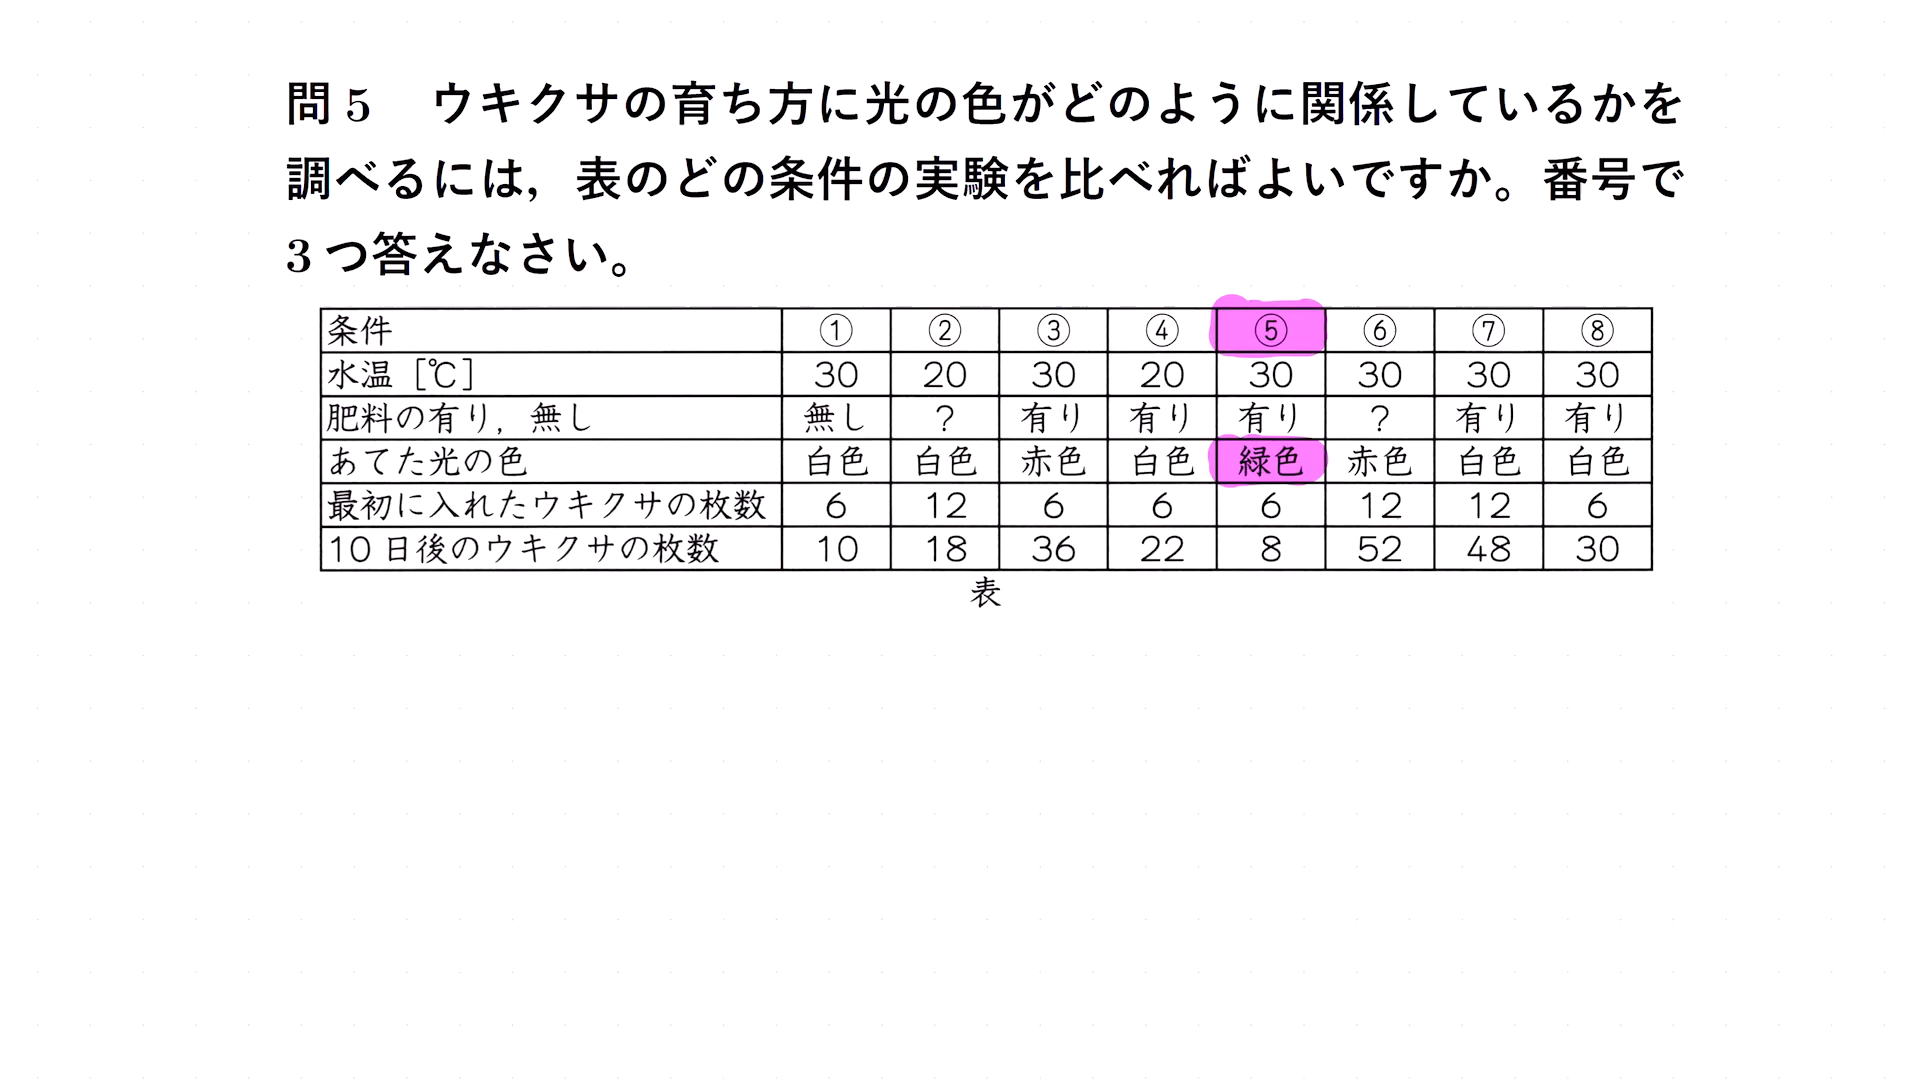 問5 ウキクサの育ち方に光の色がどのように関係しているかを
調べるには，表のどの条件の実験を比べればよいですか。番号で
3つ答えなさい。
条件 ① ② ③ ④ ⑤ ⑥ ⑦ ⑧
水温［℃］ 30 20 30 20 30 30 30 30
肥料の有り，無し 無し ? 有り 有り 有り ? 有り 有り
あてた光の色 白色 白色 赤色 白色 緑色 赤色 白色 白色
最初に入れたウキクサの枚数 6 12 6 6 6 12 12 6
10日後のウキクサの枚数 10 18 36 22 8 52 48 30
表